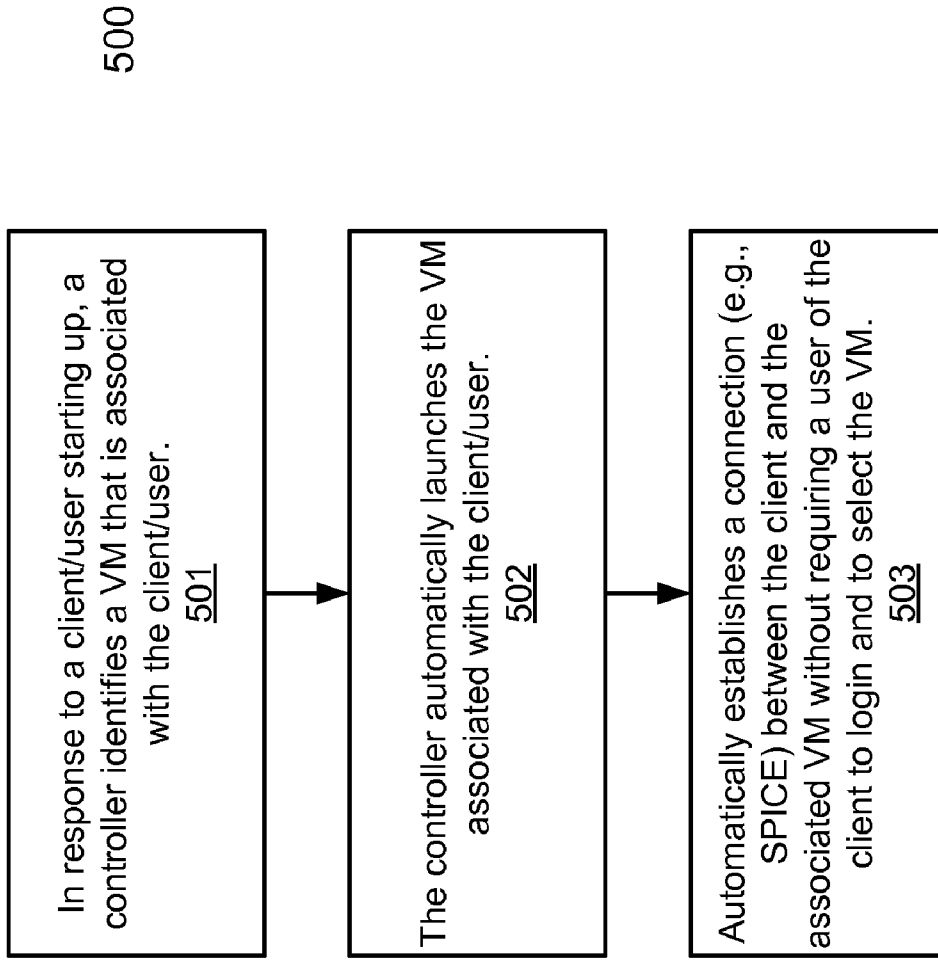 500
In response to a client/user starting up, a
controller identifies a VM that is associated
with the client/user.
501
The controller automatically launches the VM
associated with the client/user.
502
Automatically establishes a connection (e.g.,
SPICE) between the client and the
associated VM without requiring a user of the
client to login and to select the VM.
503